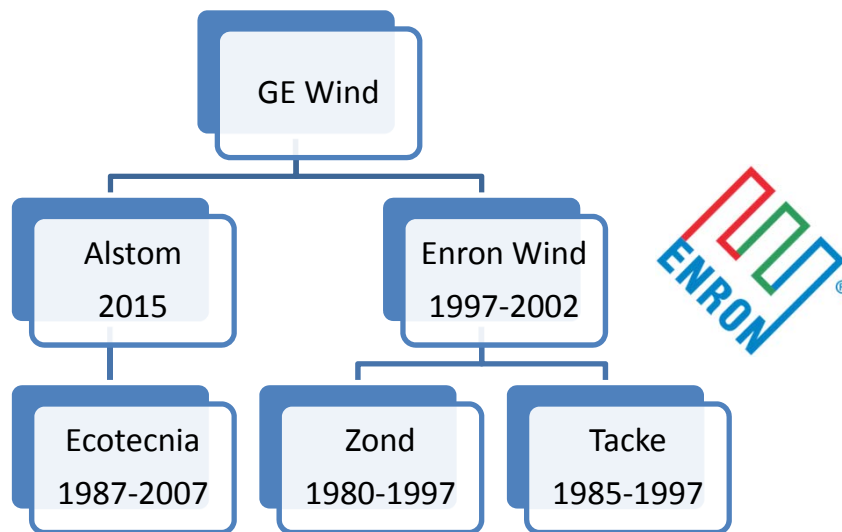 GE Wind
Alstom
2015
Enron Wind
1997-2002
ENRON
®
Ecotecnia
1987-2007
Zond
1980-1997
Tacke
1985-1997